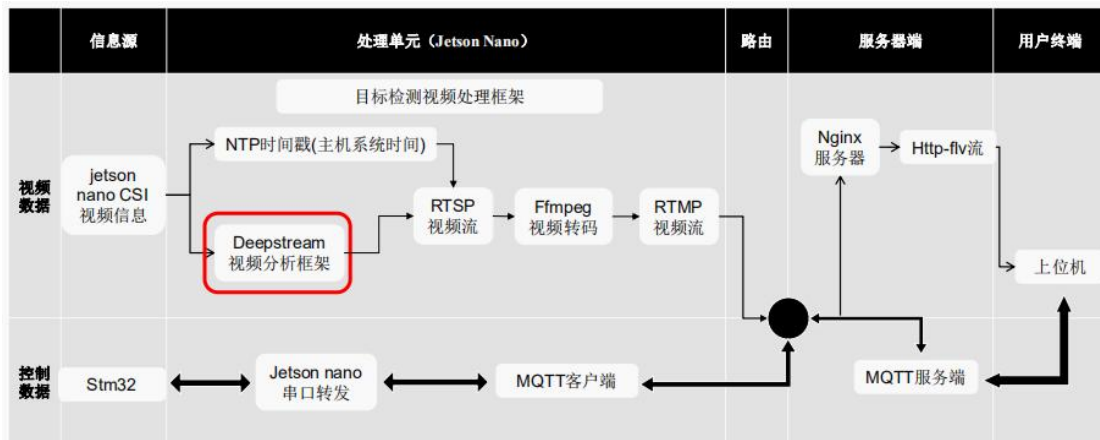 信息源
处理单元（Jetson Nano）
路由
服务器端
用户终端
目标检测视频处理框架
视频
数据
jetson
nano CSI
视频信息
NTP时间戳(主机系统时间)
Deepstream
视频分析框架
RTSP
视频流
Ffmpeg
视频转码
RTMP
视频流
Nginx
服务器
Http-flv流
上位机
控制
数据
Stm32
Jetson nano
串口转发
MQTT客户端
MQTT服务端